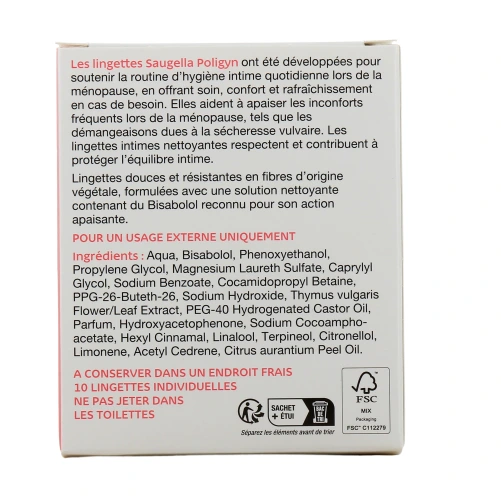 Les lingettes Saugella Poligyn ont été développées pour
soutenir la routine d'hygiène intime quotidienne lors de la
ménopause, en offrant soin, confort et rafraîchissement
en cas de besoin. Elles aident à apaiser les inconforts
fréquents lors de la ménopause, tels que les
démangeaisons dues à la sécheresse vulvaire. Les
lingettes intimes nettoyantes respectent et contribuent à
protéger l'équilibre intime.
Lingettes douces et résistantes en fibres d'origine
végétale, formulées avec une solution nettoyante
contenant du Bisabolol reconnu pour son action
apaisante.
POUR UN USAGE EXTERNE UNIQUEMENT
Ingrédients : Aqua, Bisabolol, Phenoxyethanol,
Propylene Glycol, Magnesium Laureth Sulfate, Caprylyl
Glycol, Sodium Benzoate, Cocamidopropyl Betaine,
PPG-26-Buteth-26, Sodium Hydroxide, Thymus vulgaris
Flower/Leaf Extract, PEG-40 Hydrogenated Castor Oil,
Parfum, Hydroxyacetophenone, Sodium Cocoampho-
acetate, Hexyl Cinnamal, Linalool, Terpineol, Citronellol,
Limonene, Acetyl Cedrene, Citrus aurantium Peel Oil.
A CONSERVER DANS UN ENDROIT FRAIS
10 LINGETTES INDIVIDUELLES
NE PAS JETER DANS
LES TOILETTES
SACHET
+ ÉTUI
BAC
DE
TRI
Séparez les éléments avant de trier
FSC
MIX
Packaging
FSC® C112279